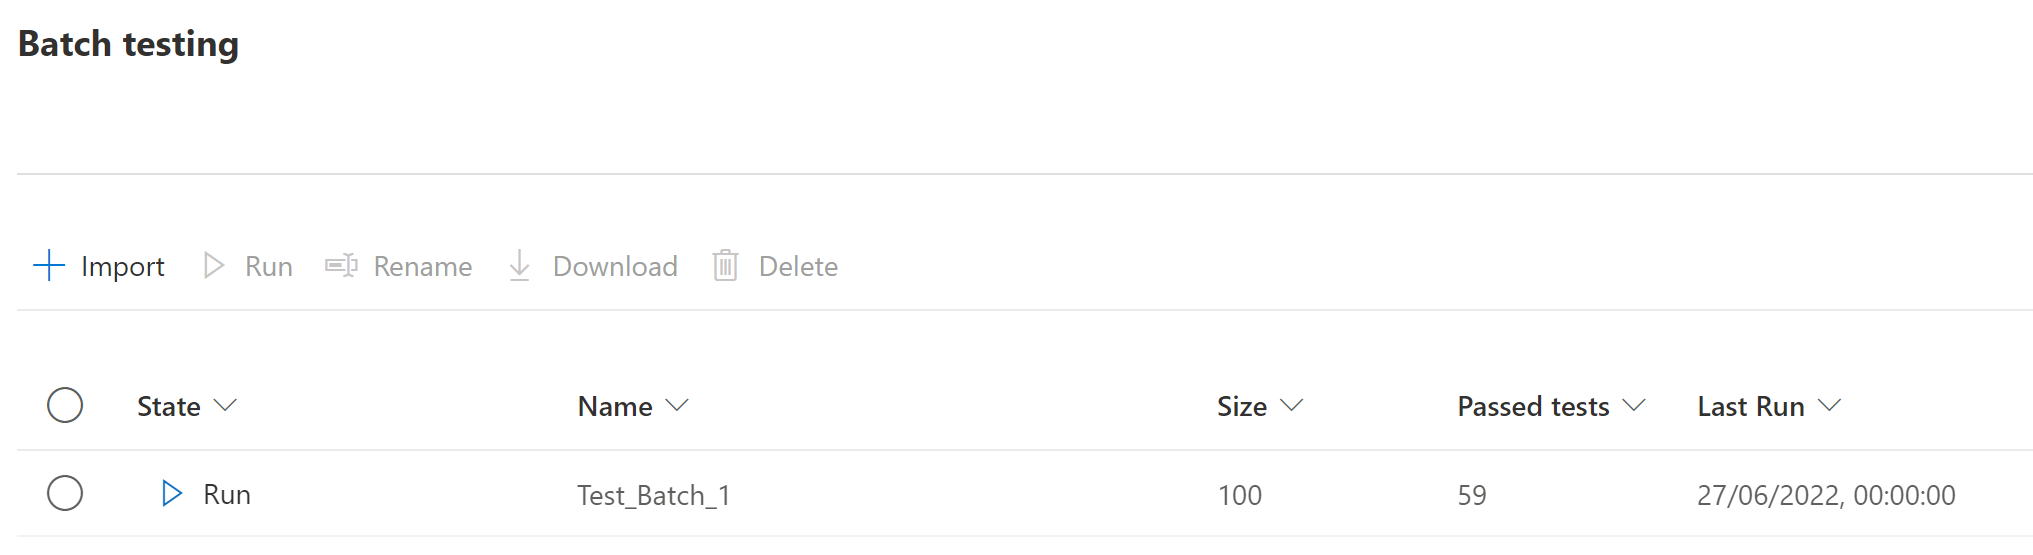 Batch testing
Import Run Rename Download Delete
State Name Size Passed tests Last Run
Run Test_Batch_1 100 59 27/06/2022, 00:00:00